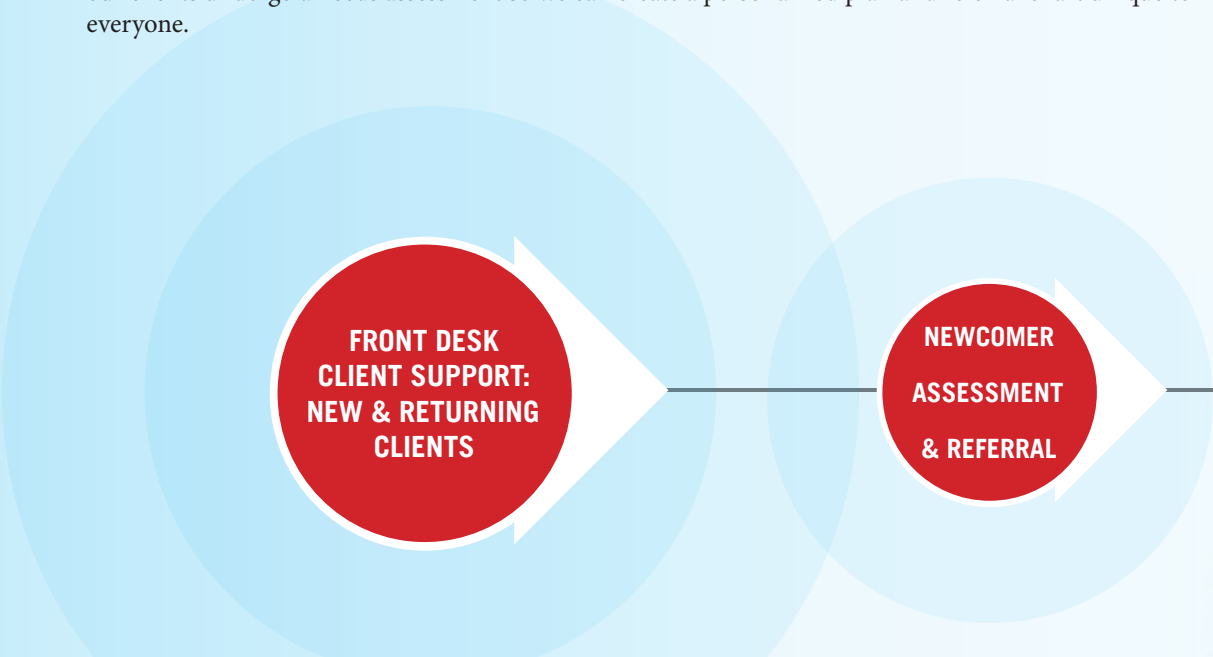 everyone.
FRONT DESK
CLIENT SUPPORT:
NEW & RETURNING
CLIENTS
NEWCOMER
ASSESSMENT
& REFERRAL